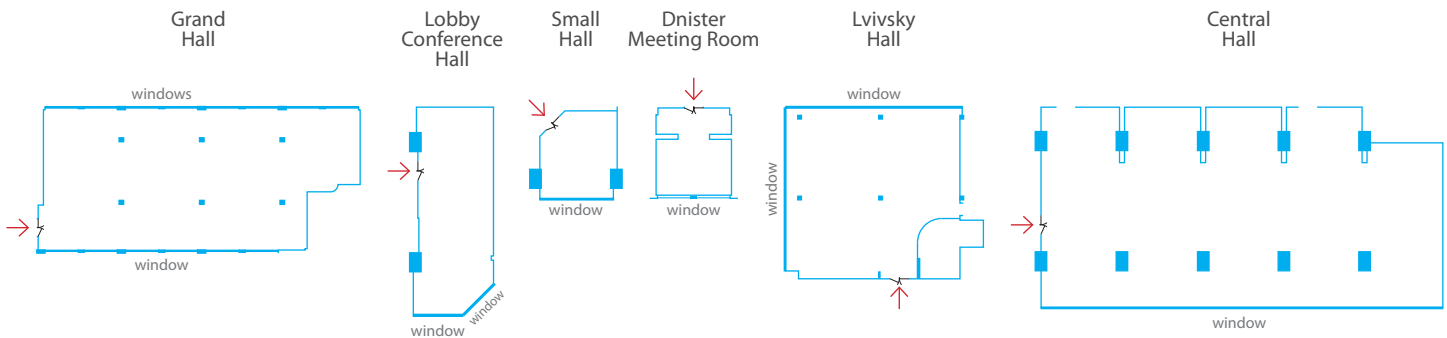 Grand
Hall
Lobby
Conference
Hall
Small
Hall
Dnister
Meeting Room
Lvivsky
Hall
Central
Hall
windows
window
window
window
window
window
window
window
window